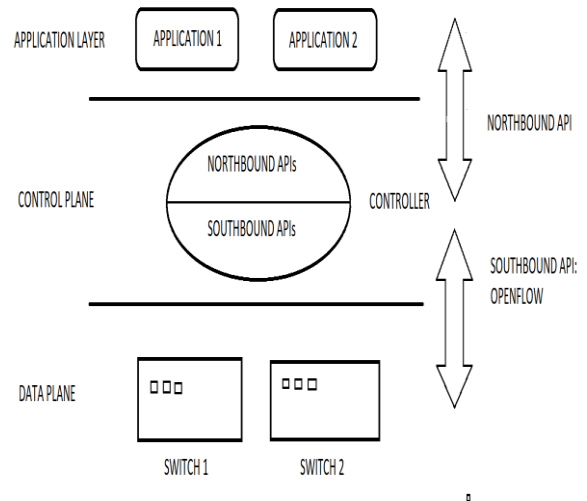 APPLICATION LAYER
APPLICATION 1
APPLICATION 2
NORTHBOUND API
NORTHBOUND APIs
CONTROL PLANE
CONTROLLER
SOUTHBOUND APIs
SOUTHBOUND API:
OPENFLOW
DATA PLANE
SWITCH 1
SWITCH 2